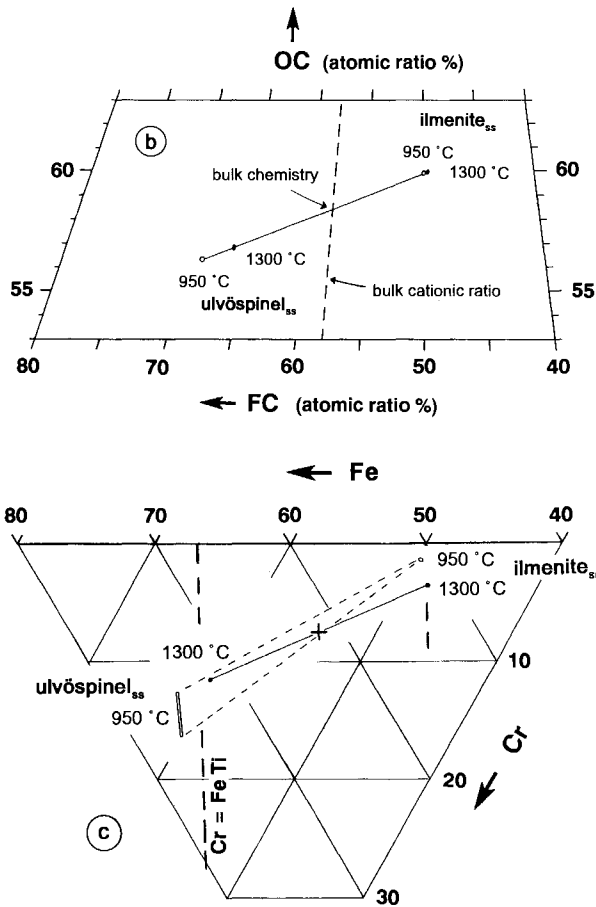 OC (atomic ratio %)
b
ilmenitess
950 ˚C
1300 ˚C
60
60
bulk chemistry
1300 ˚C
950 ˚C
ulvöspinelss
bulk cationic ratio
55
55
80
70
60
50
40
FC (atomic ratio %)
Fe
80
70
60
50
40
950 ˚C
ilmenitess
1300 ˚C
1300 ˚C
10
ulvöspinelss
950 ˚C
Cr
Cr = Fe Ti
20
c
30